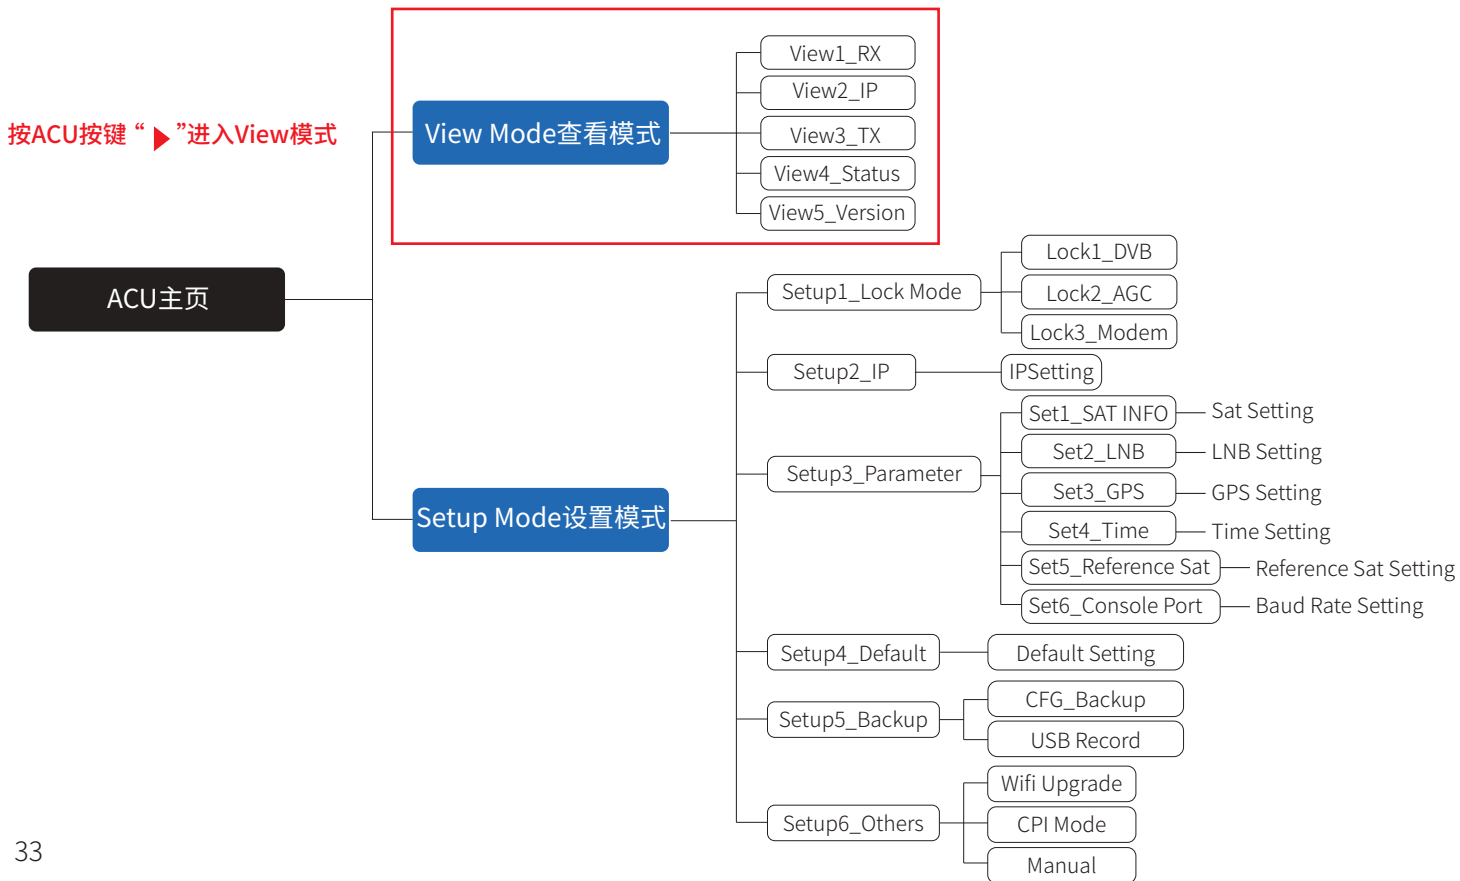 View1_RX
View2_IP
按ACU按键 “ ▶ ”进入View模式
View Mode查看模式
View3_TX
View4_Status
View5_Version
Lock1_DVB
ACU主页
Setup1_Lock Mode
Lock2_AGC
Lock3_Modem
Setup2_IP
IPSetting
Set1_SAT INFO
Sat Setting
Set2_LNB
LNB Setting
Setup3_Parameter
Set3_GPS
GPS Setting
Setup Mode设置模式
Set4_Time
Time Setting
Set5_Reference Sat
Reference Sat Setting
Set6_Console Port
Baud Rate Setting
Setup4_Default
Default Setting
CFG_Backup
Setup5_Backup
USB Record
Wifi Upgrade
Setup6_Others
CPI Mode
Manual
33